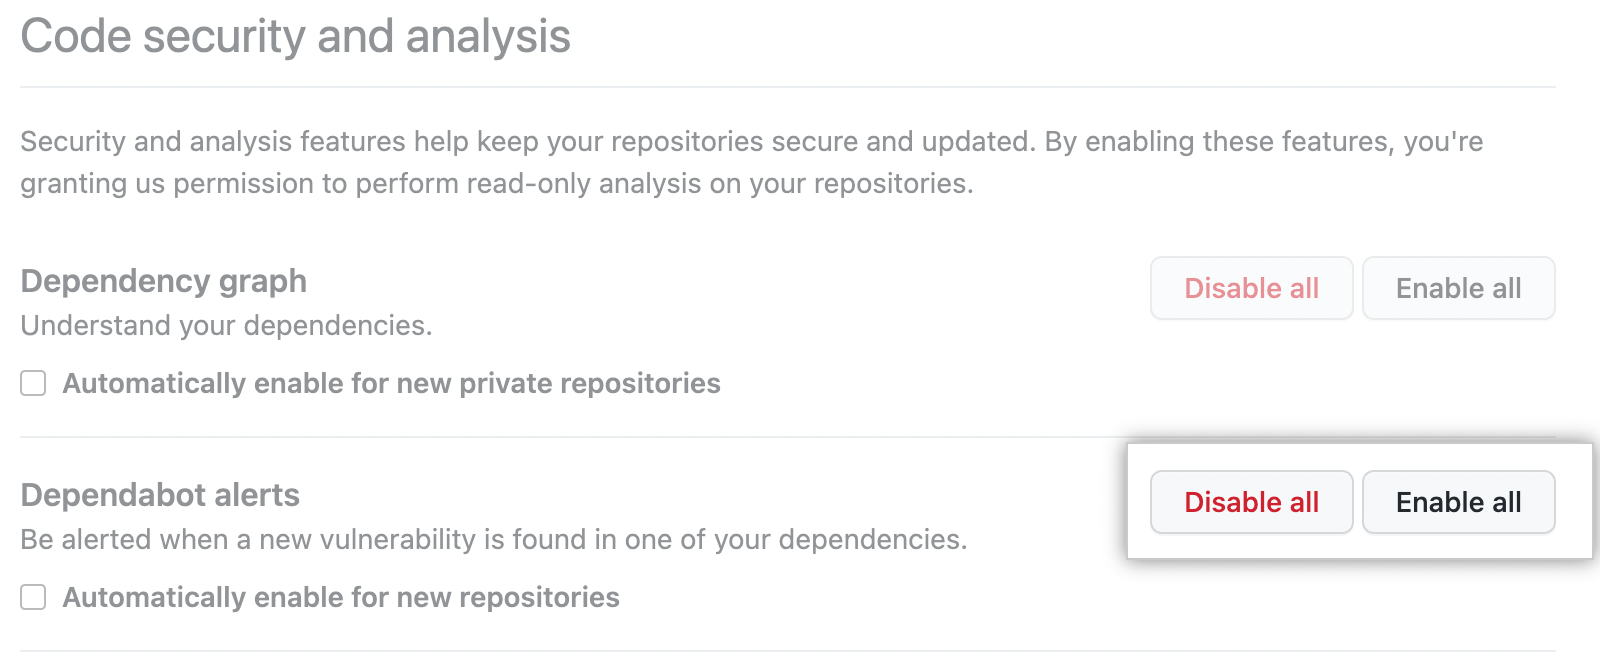 Code security and analysis
Security and analysis features help keep your repositories secure and updated. By enabling these features, you're
granting us permission to perform read-only analysis on your repositories.
Dependency graph
Disable all
Enable all
Understand your dependencies.
Automatically enable for new private repositories
Dependabot alerts
Disable all
Enable all
Be alerted when a new vulnerability is found in one of your dependencies.
Automatically enable for new repositories